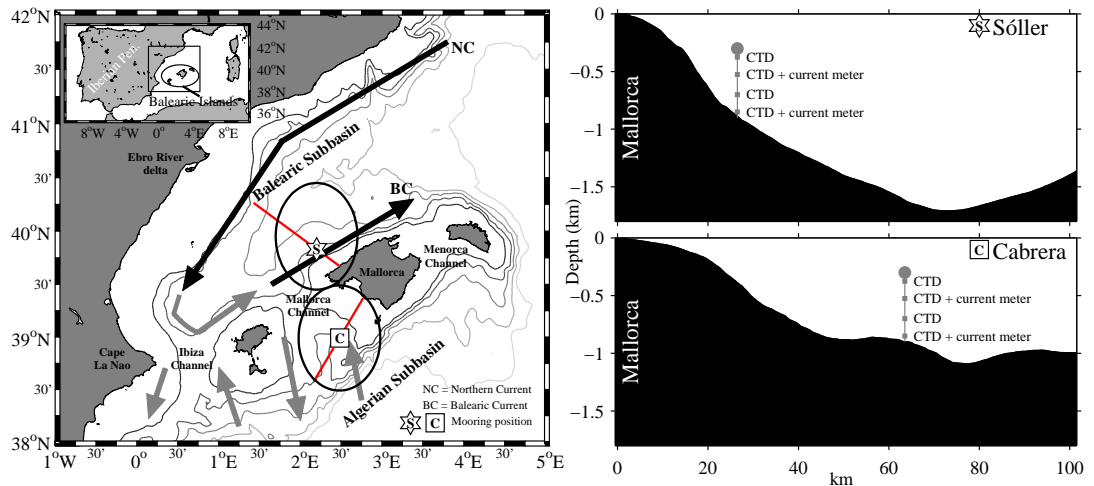 42°N
30'
41°N
30'
40°N
30'
39°N
30'
38°N
1°W
30'
0°
30'
1°E
30'
2°E
30'
3°E
30'
4°E
30'
5°E
44°N
42°N
40°N
38°N
36°N
8°W
4°W
0°
4°E
8°E
Iberian Pen.
Balearic Islands
NC
Ebro River
delta
Balearic Subbasin
BC
S
Menorca
Channel
Mallorca
Mallorca
Channel
C
Cape
La Nao
Ibiza
Channel
Algerian Subbasin
NC = Northern Current
BC = Balearic Current
S C Mooring position
Depth (km)
0
−0.5
−1
−1.5
Mallorca
S Sóller
CTD
CTD + current meter
CTD
CTD + current meter
0
−0.5
−1
−1.5
Mallorca
C Cabrera
CTD
CTD + current meter
CTD
CTD + current meter
0
20
40
60
80
100
km